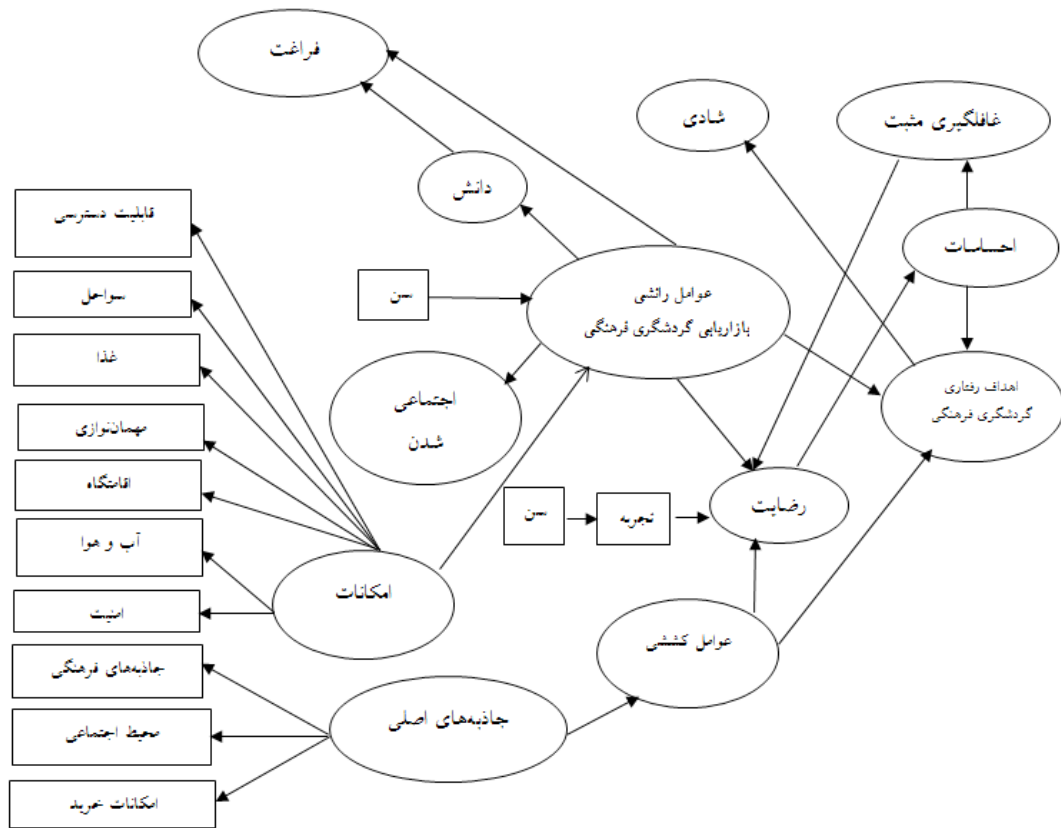 فراغت
شادی
غافلگیری مثبت
دانش
قابلیت دسترسی
احساسات
سن
عوامل رانشی
بازاریابی گردشگری فرهنگی
سواحل
غذا
اجتماعی
شدن
اهداف رفتاری
گردشگری فرهنگی
مهمان‌نوازی
اقامتگاه
سن
تجربه
رضایت
آب و هوا
امکانات
امنیت
عوامل کششی
جاذبه‌های فرهنگی
جاذبه‌های اصلی
محیط اجتماعی
امکانات خرید